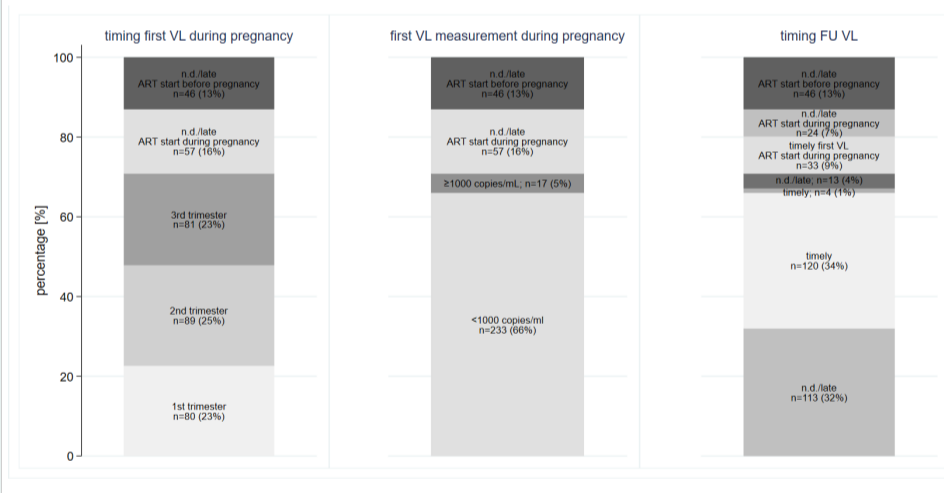 timing first VL during pregnancy
first VL measurement during pregnancy
timing FU VL
percentage [%]
100
80
60
40
20
0
n.d./late
ART start before pregnancy
n=46 (13%)
n.d./late
ART start during pregnancy
n=57 (16%)
3rd trimester
n=81 (23%)
2nd trimester
n=89 (25%)
1st trimester
n=80 (23%)
n.d./late
ART start before pregnancy
n=46 (13%)
n.d./late
ART start during pregnancy
n=57 (16%)
≥1000 copies/mL; n=17 (5%)
<1000 copies/ml
n=233 (66%)
n.d./late
ART start before pregnancy
n=46 (13%)
n.d./late
ART start during pregnancy
n=24 (7%)
timely first VL
ART start during pregnancy
n=33 (9%)
n.d./late; n=13 (4%)
timely; n=4 (1%)
timely
n=120 (34%)
n.d./late
n=113 (32%)